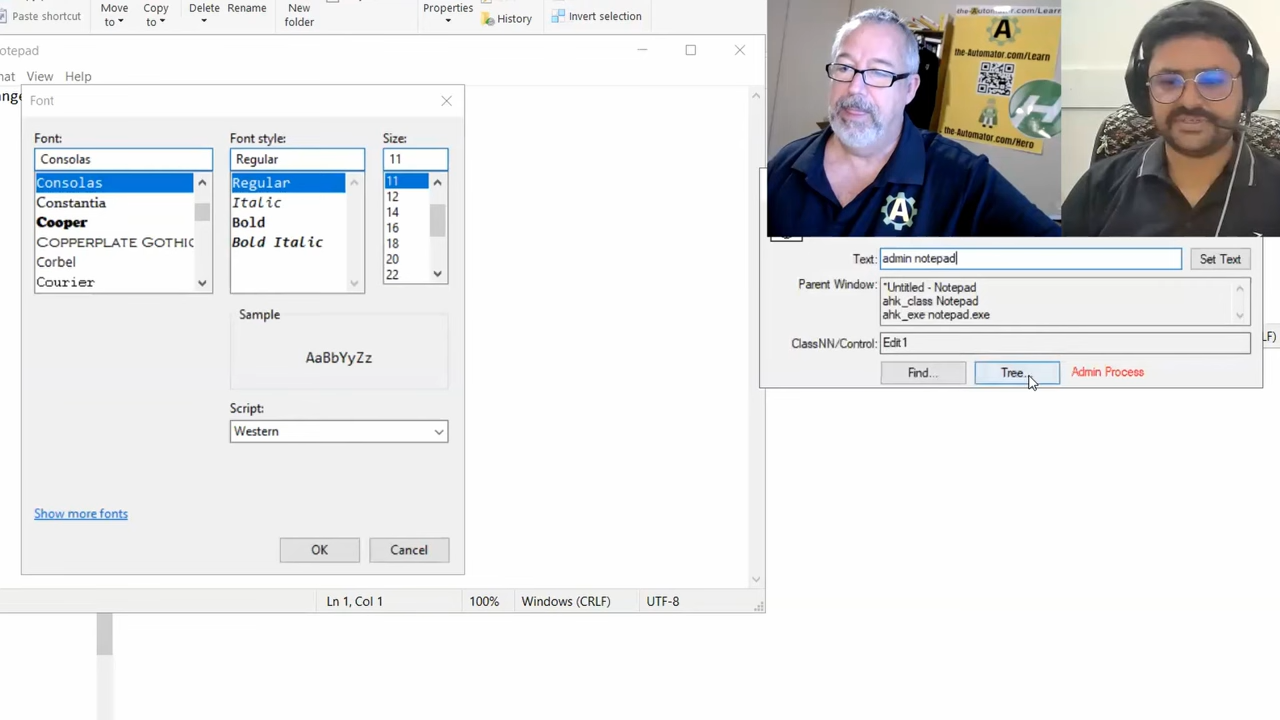 Paste shortcut
Move to
Copy to
Delete
Rename
New folder
Properties
History
Invert selection
otepad
mat View Help
ange
Font
Font:
Consolas
Consolas
Constantia
Cooper
COPPERPLATE GOTHIC
Corbel
Courier
Font style:
Regular
Regular
Italic
Bold
Bold Italic
Size:
11
11
12
14
16
18
20
22
Sample
AaBbYyZz
Script:
Western
Show more fonts
OK Cancel
Ln 1, Col 1 100% Windows (CRLF) UTF-8
A
the-Automator.com/Learn
the-Automator.com/Hero
H
A
Text: admin notepad Set Text
Parent Window: *Untitled - Notepad
ahk_class Notepad
ahk_exe notepad.exe
ClassNN/Control: Edit1
Find... Tree... Admin Process
LF)